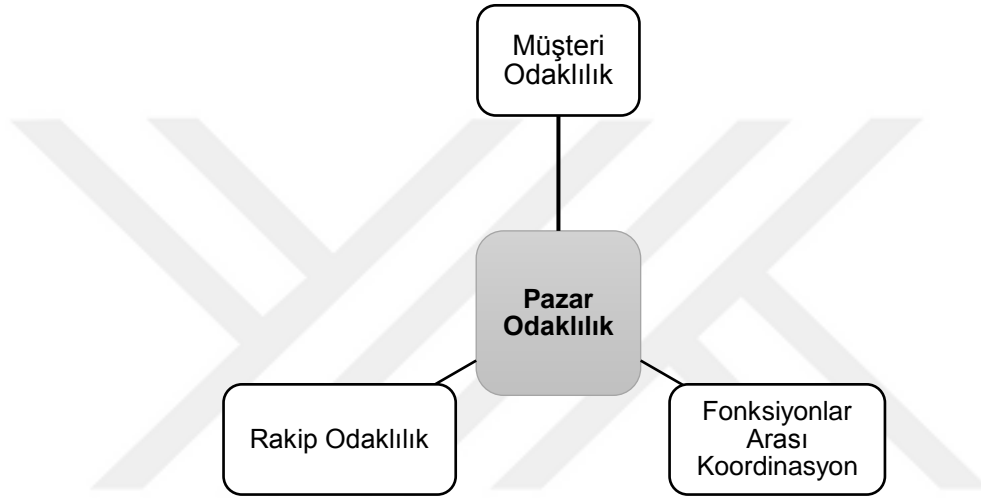 Müşteri
Odaklılık
Pazar
Odaklılık
Rakip Odaklılık
Fonksiyonlar
Arası
Koordinasyon